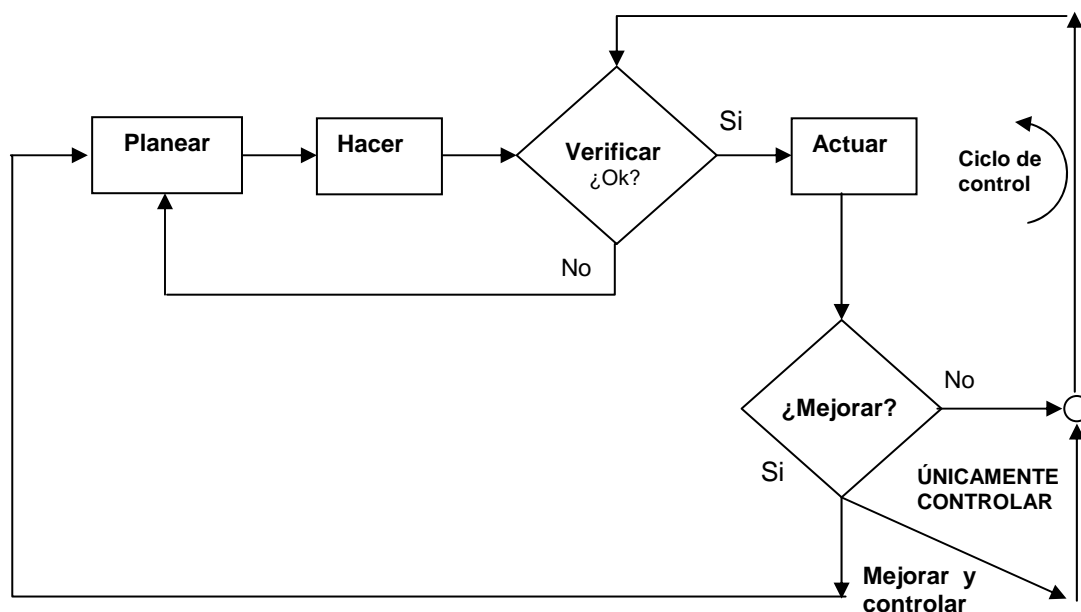 Planear
Hacer
Verificar
¿Ok?
Si
Actuar
Ciclo de
control
No
¿Mejorar?
No
Si
ÚNICAMENTE
CONTROLAR
Mejorar y
controlar